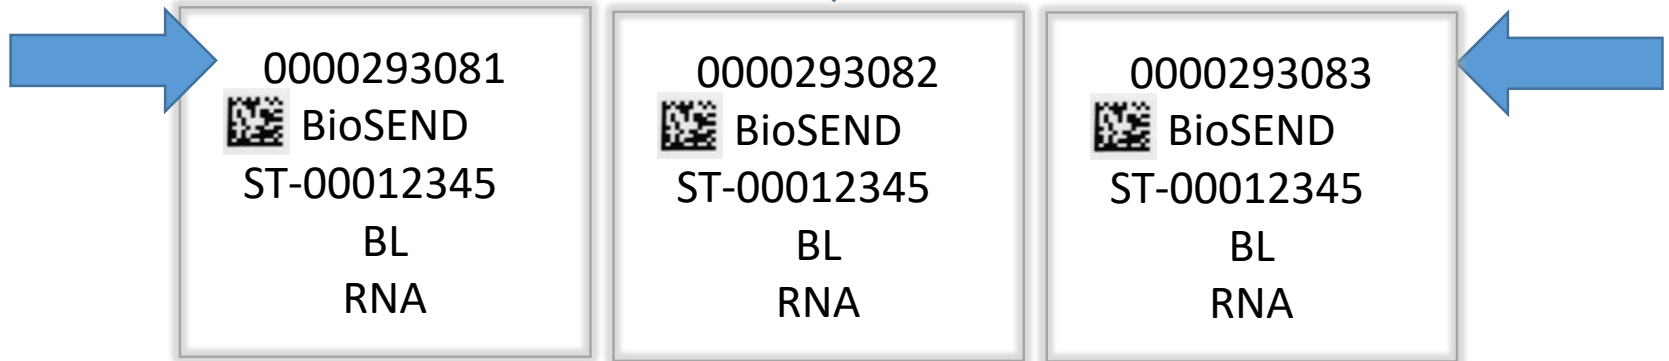 0000293081
BioSEND
ST-00012345
BL
RNA
0000293082
BioSEND
ST-00012345
BL
RNA
0000293083
BioSEND
ST-00012345
BL
RNA